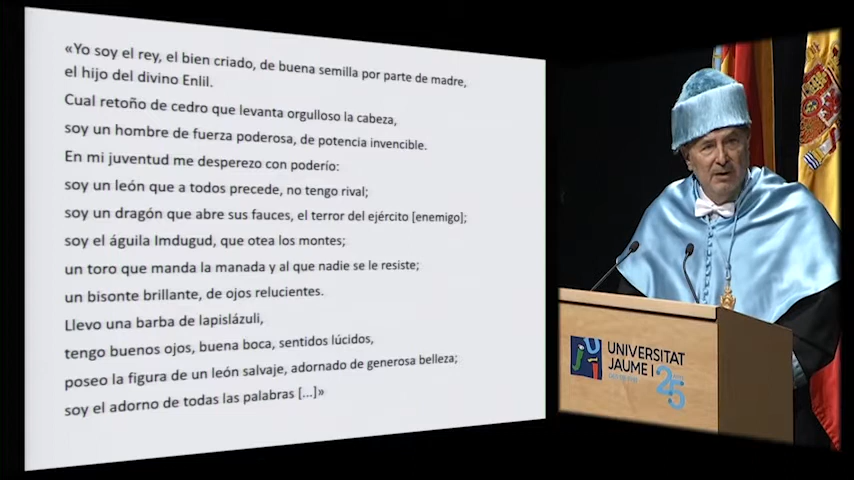 «Yo soy el rey, el bien criado, de buena semilla por parte de madre,
el hijo del divino Enlil.
Cual retoño de cedro que levanta orgulloso la cabeza,
soy un hombre de fuerza poderosa, de potencia invencible.
En mi juventud me desperezo con poderío:
soy un león que a todos precede, no tengo rival;
soy un dragón que abre sus fauces, el terror del ejército [enemigo];
soy el águila Imdugud, que otea los montes;
un toro que manda la manada y al que nadie se le resiste;
un bisonte brillante, de ojos relucientes.
Llevo una barba de lapislázuli,
tengo buenos ojos, buena boca, sentidos lúcidos,
poseo la figura de un león salvaje, adornado de generosa belleza;
soy el adorno de todas las palabras [...]»
UJI
UNIVERSITAT
JAUME I
25